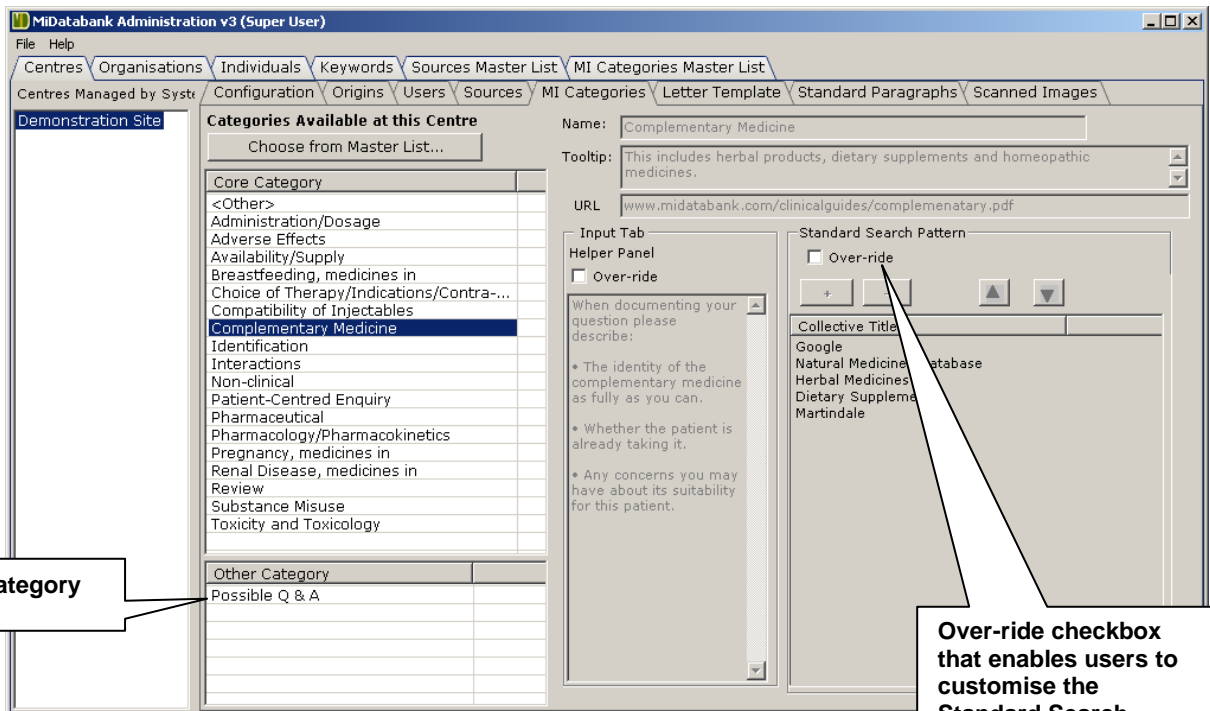 MiDatabank Administration v3 (Super User)
File Help
Centres Organisations Individuals Keywords Sources Master List MI Categories Master List
Centres Managed by Syste
Configuration Origins Users Sources MI Categories Letter Template Standard Paragraphs Scanned Images
Demonstration Site
Categories Available at this Centre
Choose from Master List...
Core Category
<Other>
Administration/Dosage
Adverse Effects
Availability/Supply
Breastfeeding, medicines in
Choice of Therapy/Indications/Contra-...
Compatibility of Injectables
Complementary Medicine
Identification
Interactions
Non-clinical
Patient-Centred Enquiry
Pharmaceutical
Pharmacology/Pharmacokinetics
Pregnancy, medicines in
Renal Disease, medicines in
Review
Substance Misuse
Toxicity and Toxicology
Other Category
Possible Q & A
ategory
Name: Complementary Medicine
Tooltip: This includes herbal products, dietary supplements and homeopathic
medicines.
URL www.midatabank.com/clinicalguides/complemenatary.pdf
Input Tab
Helper Panel
Over-ride
When documenting your
question please
describe:
• The identity of the
complementary medicine
as fully as you can.
• Whether the patient is
already taking it.
• Any concerns you may
have about its suitability
for this patient.
Standard Search Pattern
Over-ride
+
Collective Title
Google
Natural Medicine atabase
Herbal Medicines
Dietary Suppleme
Martindale
Over-ride checkbox
that enables users to
customise the
Standard Search